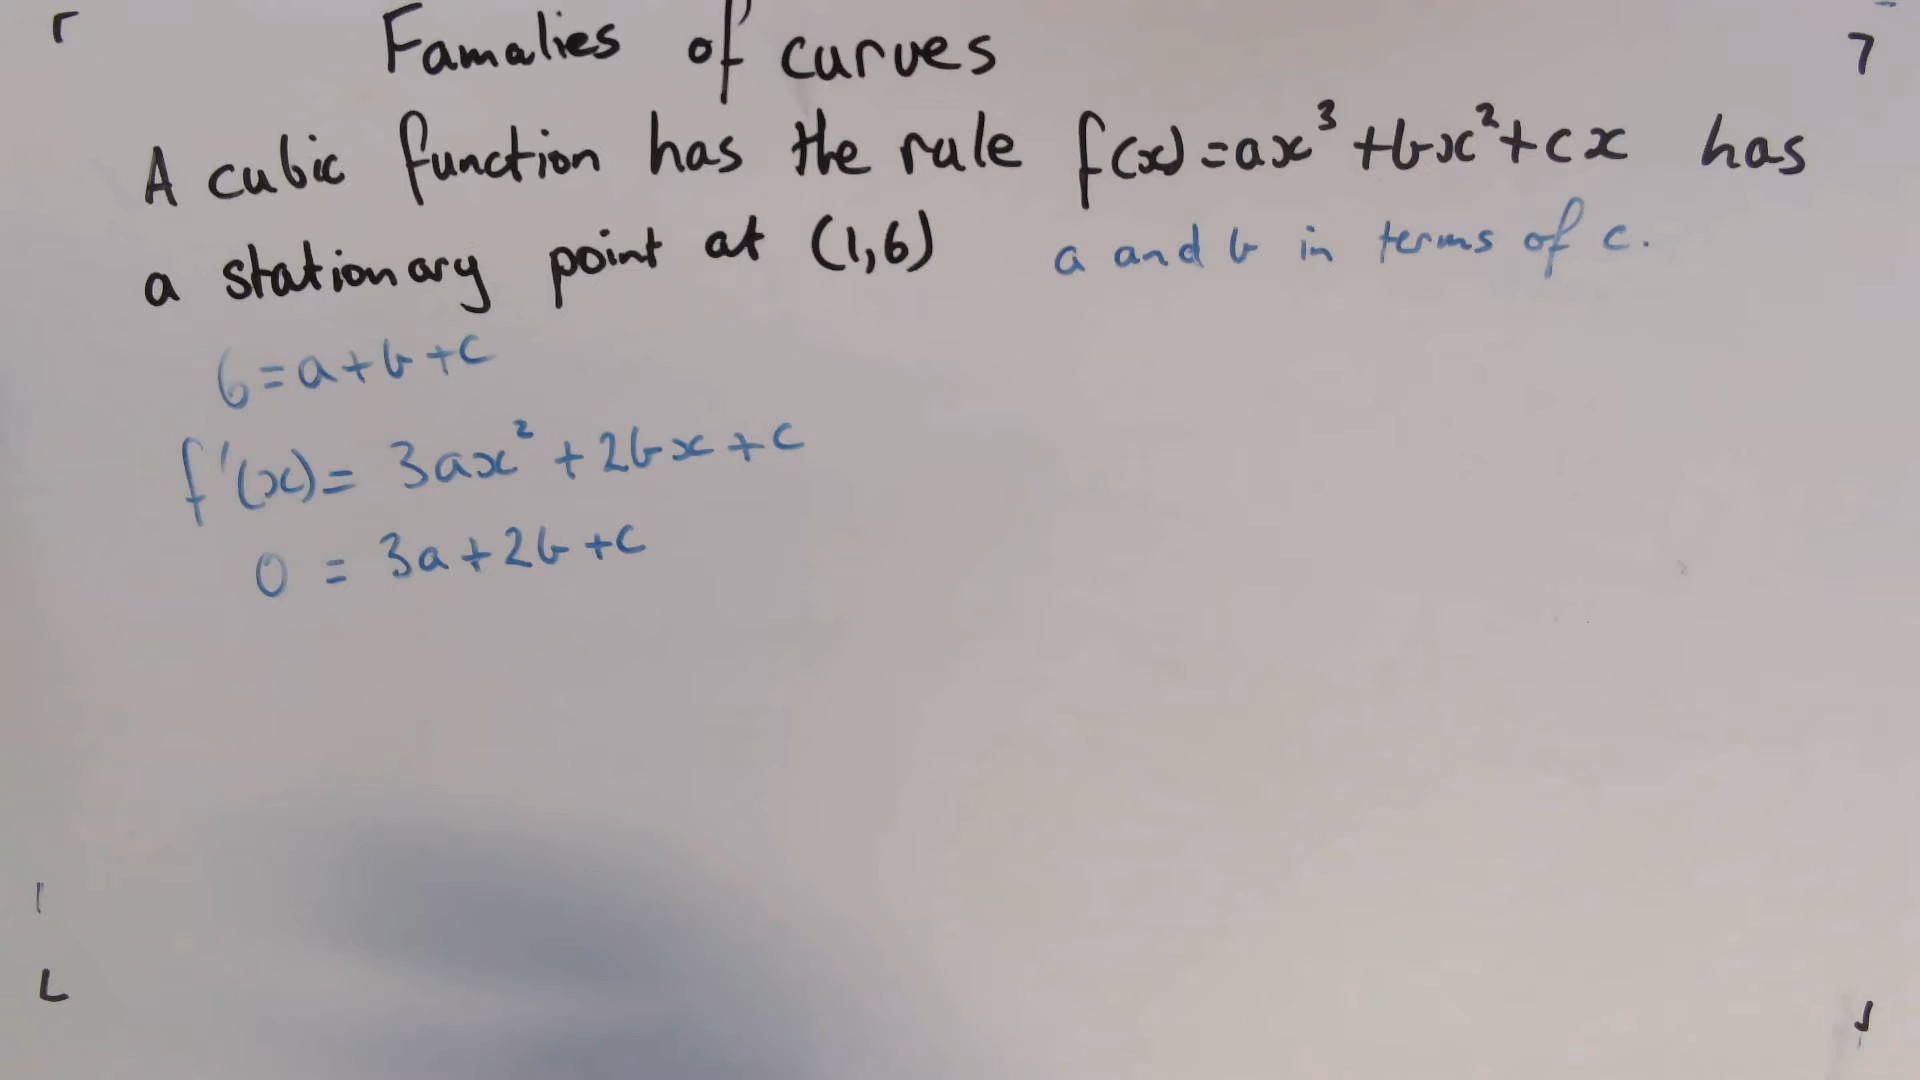 Famalies of curves
A cubic function has the rule f(x)=ax³+bx²+cx has
a stationary point at (1,6) a and b in terms of c.
6=a+b+c
f'(x)= 3ax²+2bx+c
0 = 3a+2b+c